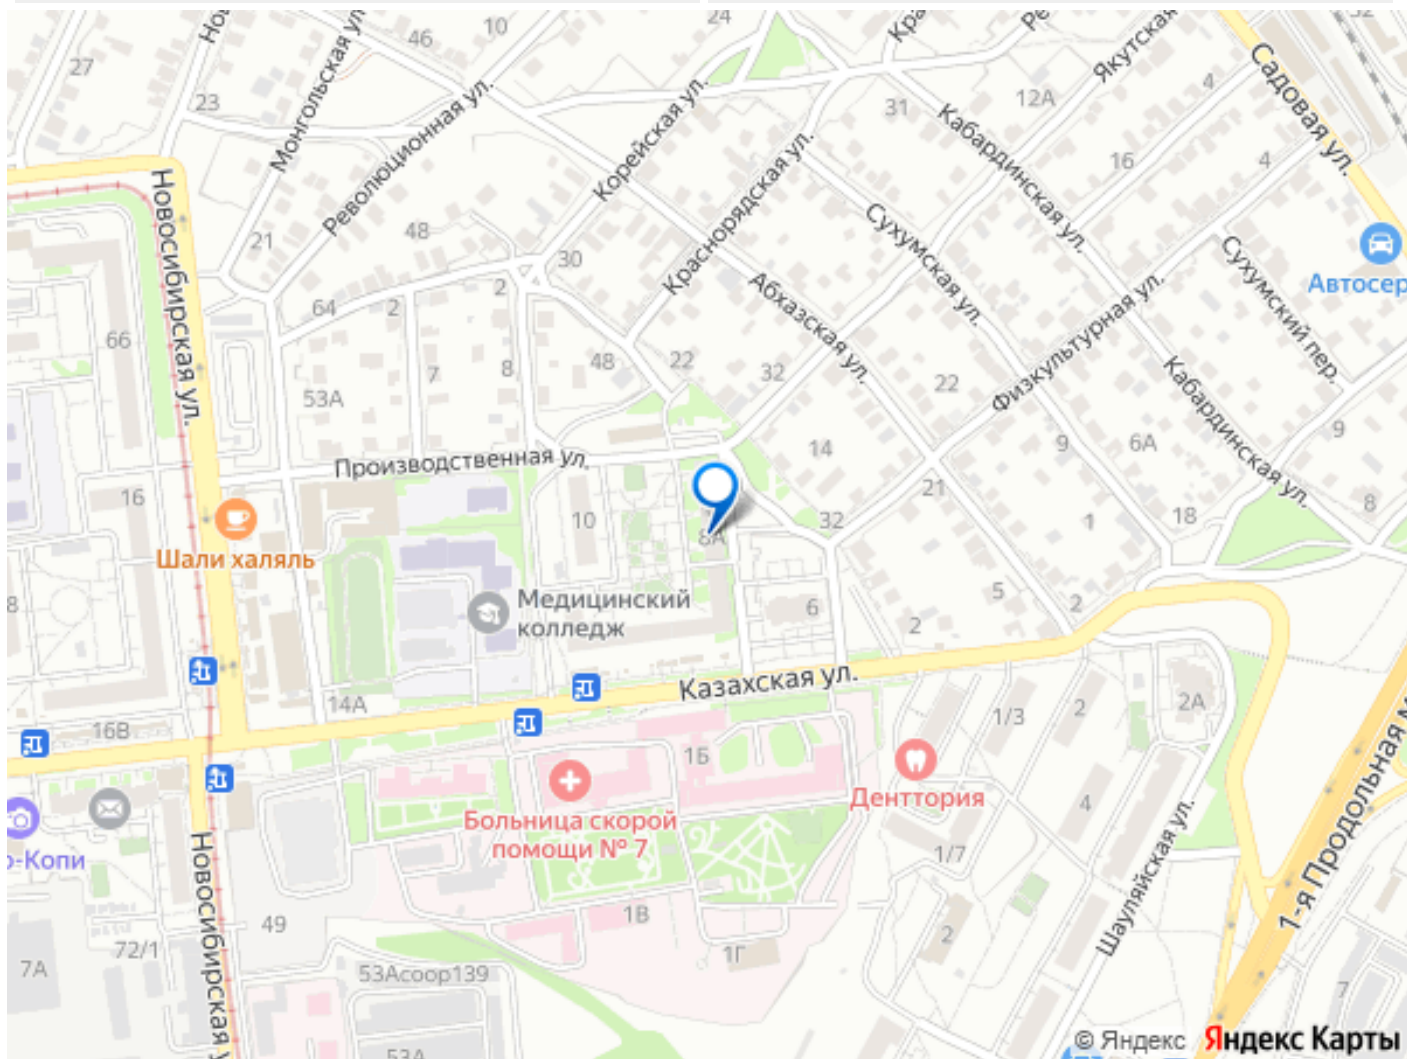 24
10
46
27
23
Монгольская ул.
Революционная ул.
Корейская ул.
Якутская
Садовая ул.
4
12А
31
Кабардинская ул.
16
4
Краснорядская ул.
Новосибирская ул.
21
48
30
Сухумская ул.
Сухумский пер.
Автосер
2
64
2
Абхазская ул.
Физкультурная ул.
66
48
22
32
22
7
8
53А
Кабардинская ул.
9
6А
9
14
Производственная ул.
16
21
8
10
32
1
18
8А
Шали халяль
Медицинский
колледж
6
5
2
2
8
Казахская ул.
14А
16В
1Б
1/3
2
2А
Денттория
4
Больница скорой
помощи № 7
о-Копи
1/7
Новосибирская у
Шауляйская ул.
1-я Продольная М
49
1В
2
72/1
1Г
7А
53Асоор139
7
53А
© Яндекс Яндекс Карты